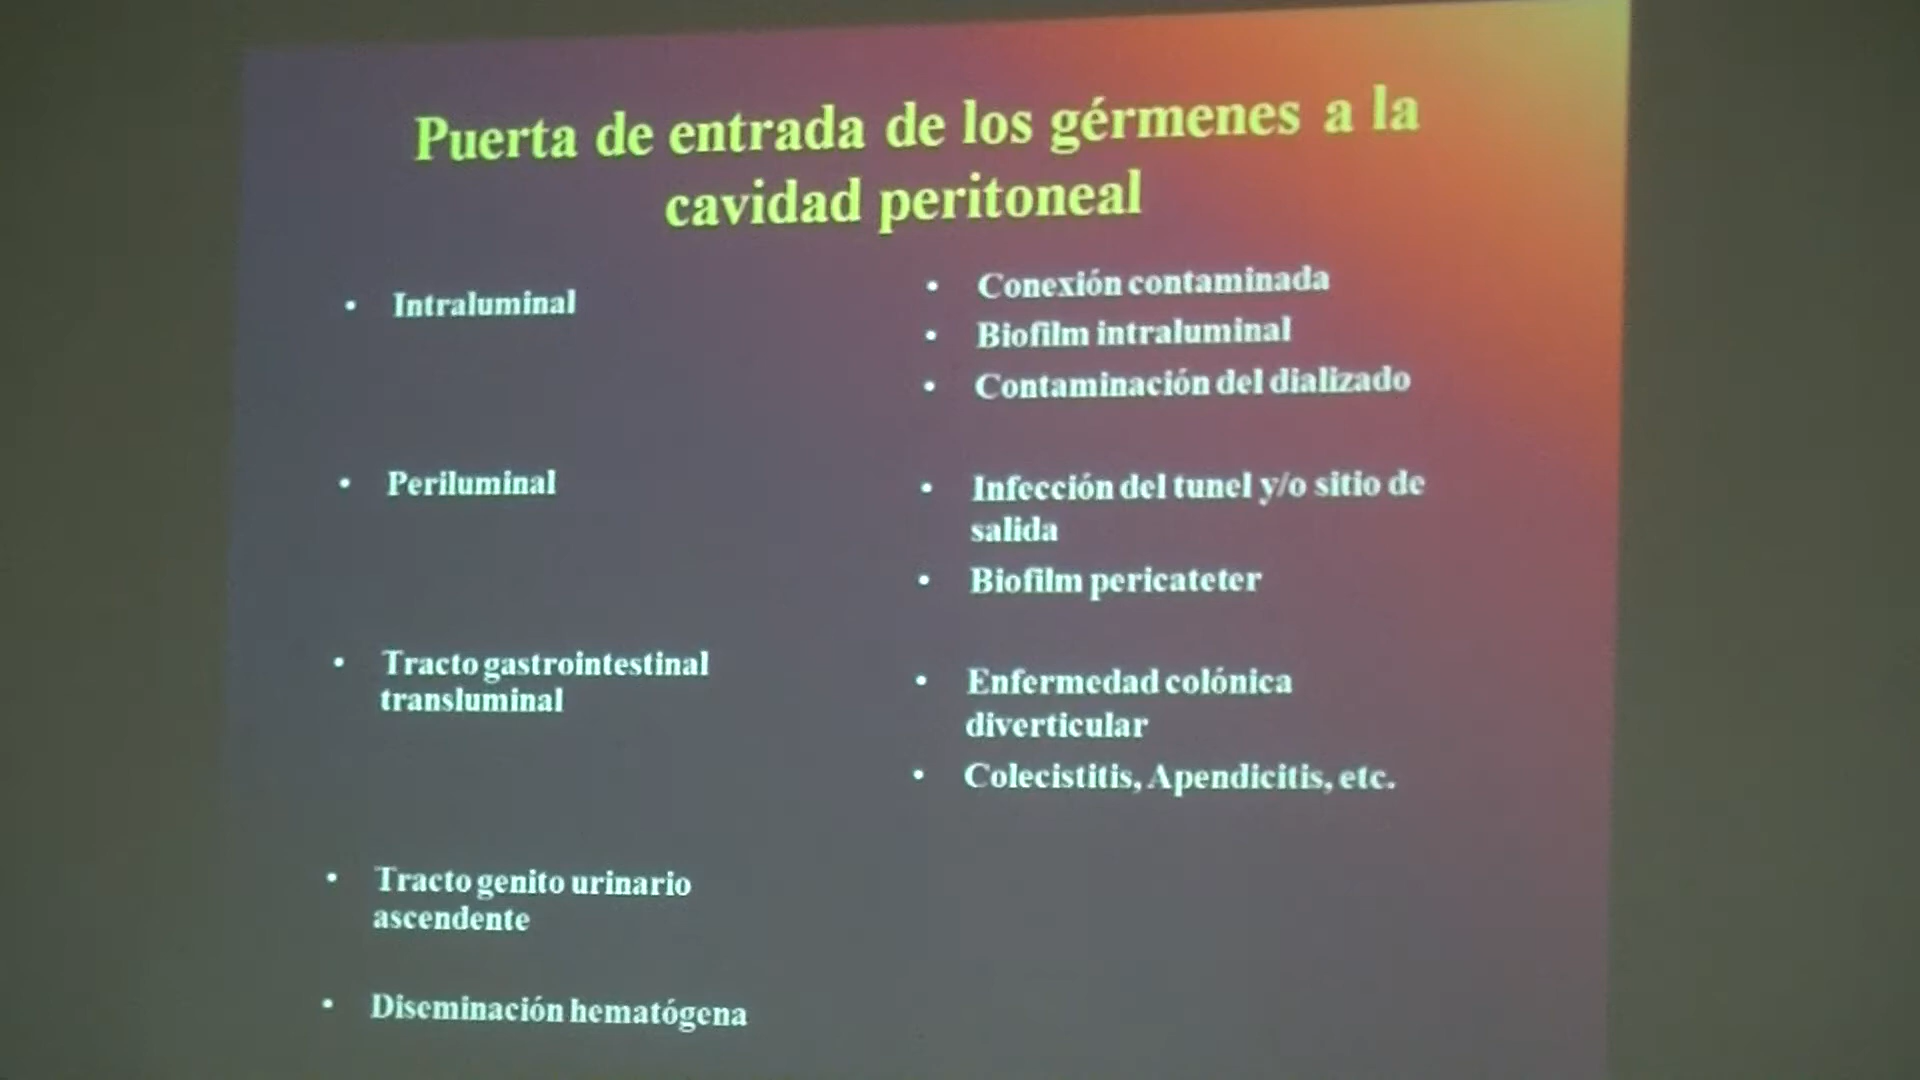 Puerta de entrada de los gérmenes a la
cavidad peritoneal
• Intraluminal
• Conexión contaminada
• Biofilm intraluminal
• Contaminación del dializado
• Periluminal
• Infección del tunel y/o sitio de
salida
• Biofilm pericateter
• Tracto gastrointestinal
transluminal
• Enfermedad colónica
diverticular
• Colecistitis, Apendicitis, etc.
• Tracto genito urinario
ascendente
• Diseminación hematógena